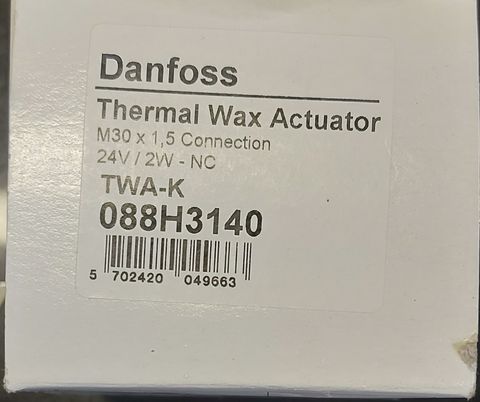 Danfoss
Thermal Wax Actuator
M30 x 1,5 Connection
24V / 2W - NC
TWA-K
088H3140
5 702420 049663